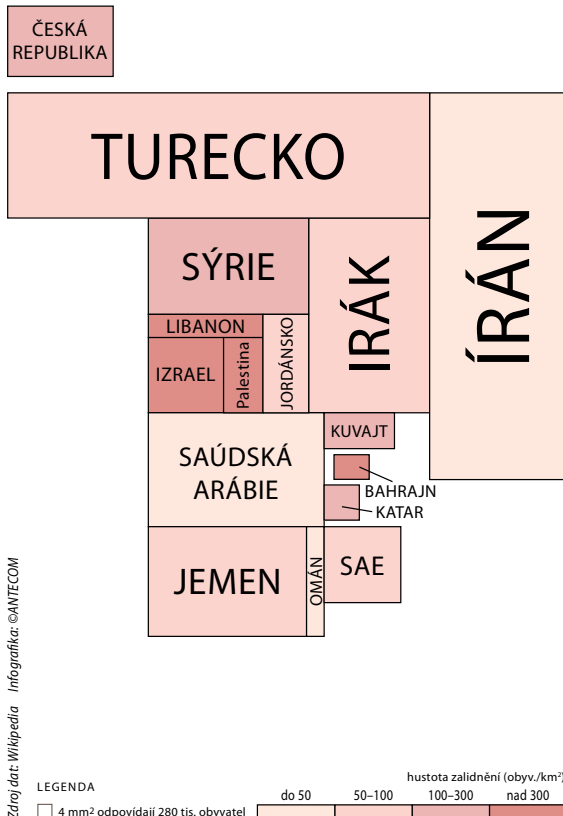 ČESKÁ
REPUBLIKA
TURECKO
ÍRÁN
SÝRIE
IRÁK
LIBANON
IZRAEL
Palestina
JORDÁNSKO
SAÚDSKÁ
ARÁBIE
KUVAJT
BAHRAJN
KATAR
JEMEN
OMÁN
SAE
Zdroj dat: Wikipedia Infografika: ©ANTECOM
LEGENDA
4 mm² odpovídají 280 tis. obyvatel
hustota zalidnění (obyv./km²)
do 50 50–100 100–300 nad 300